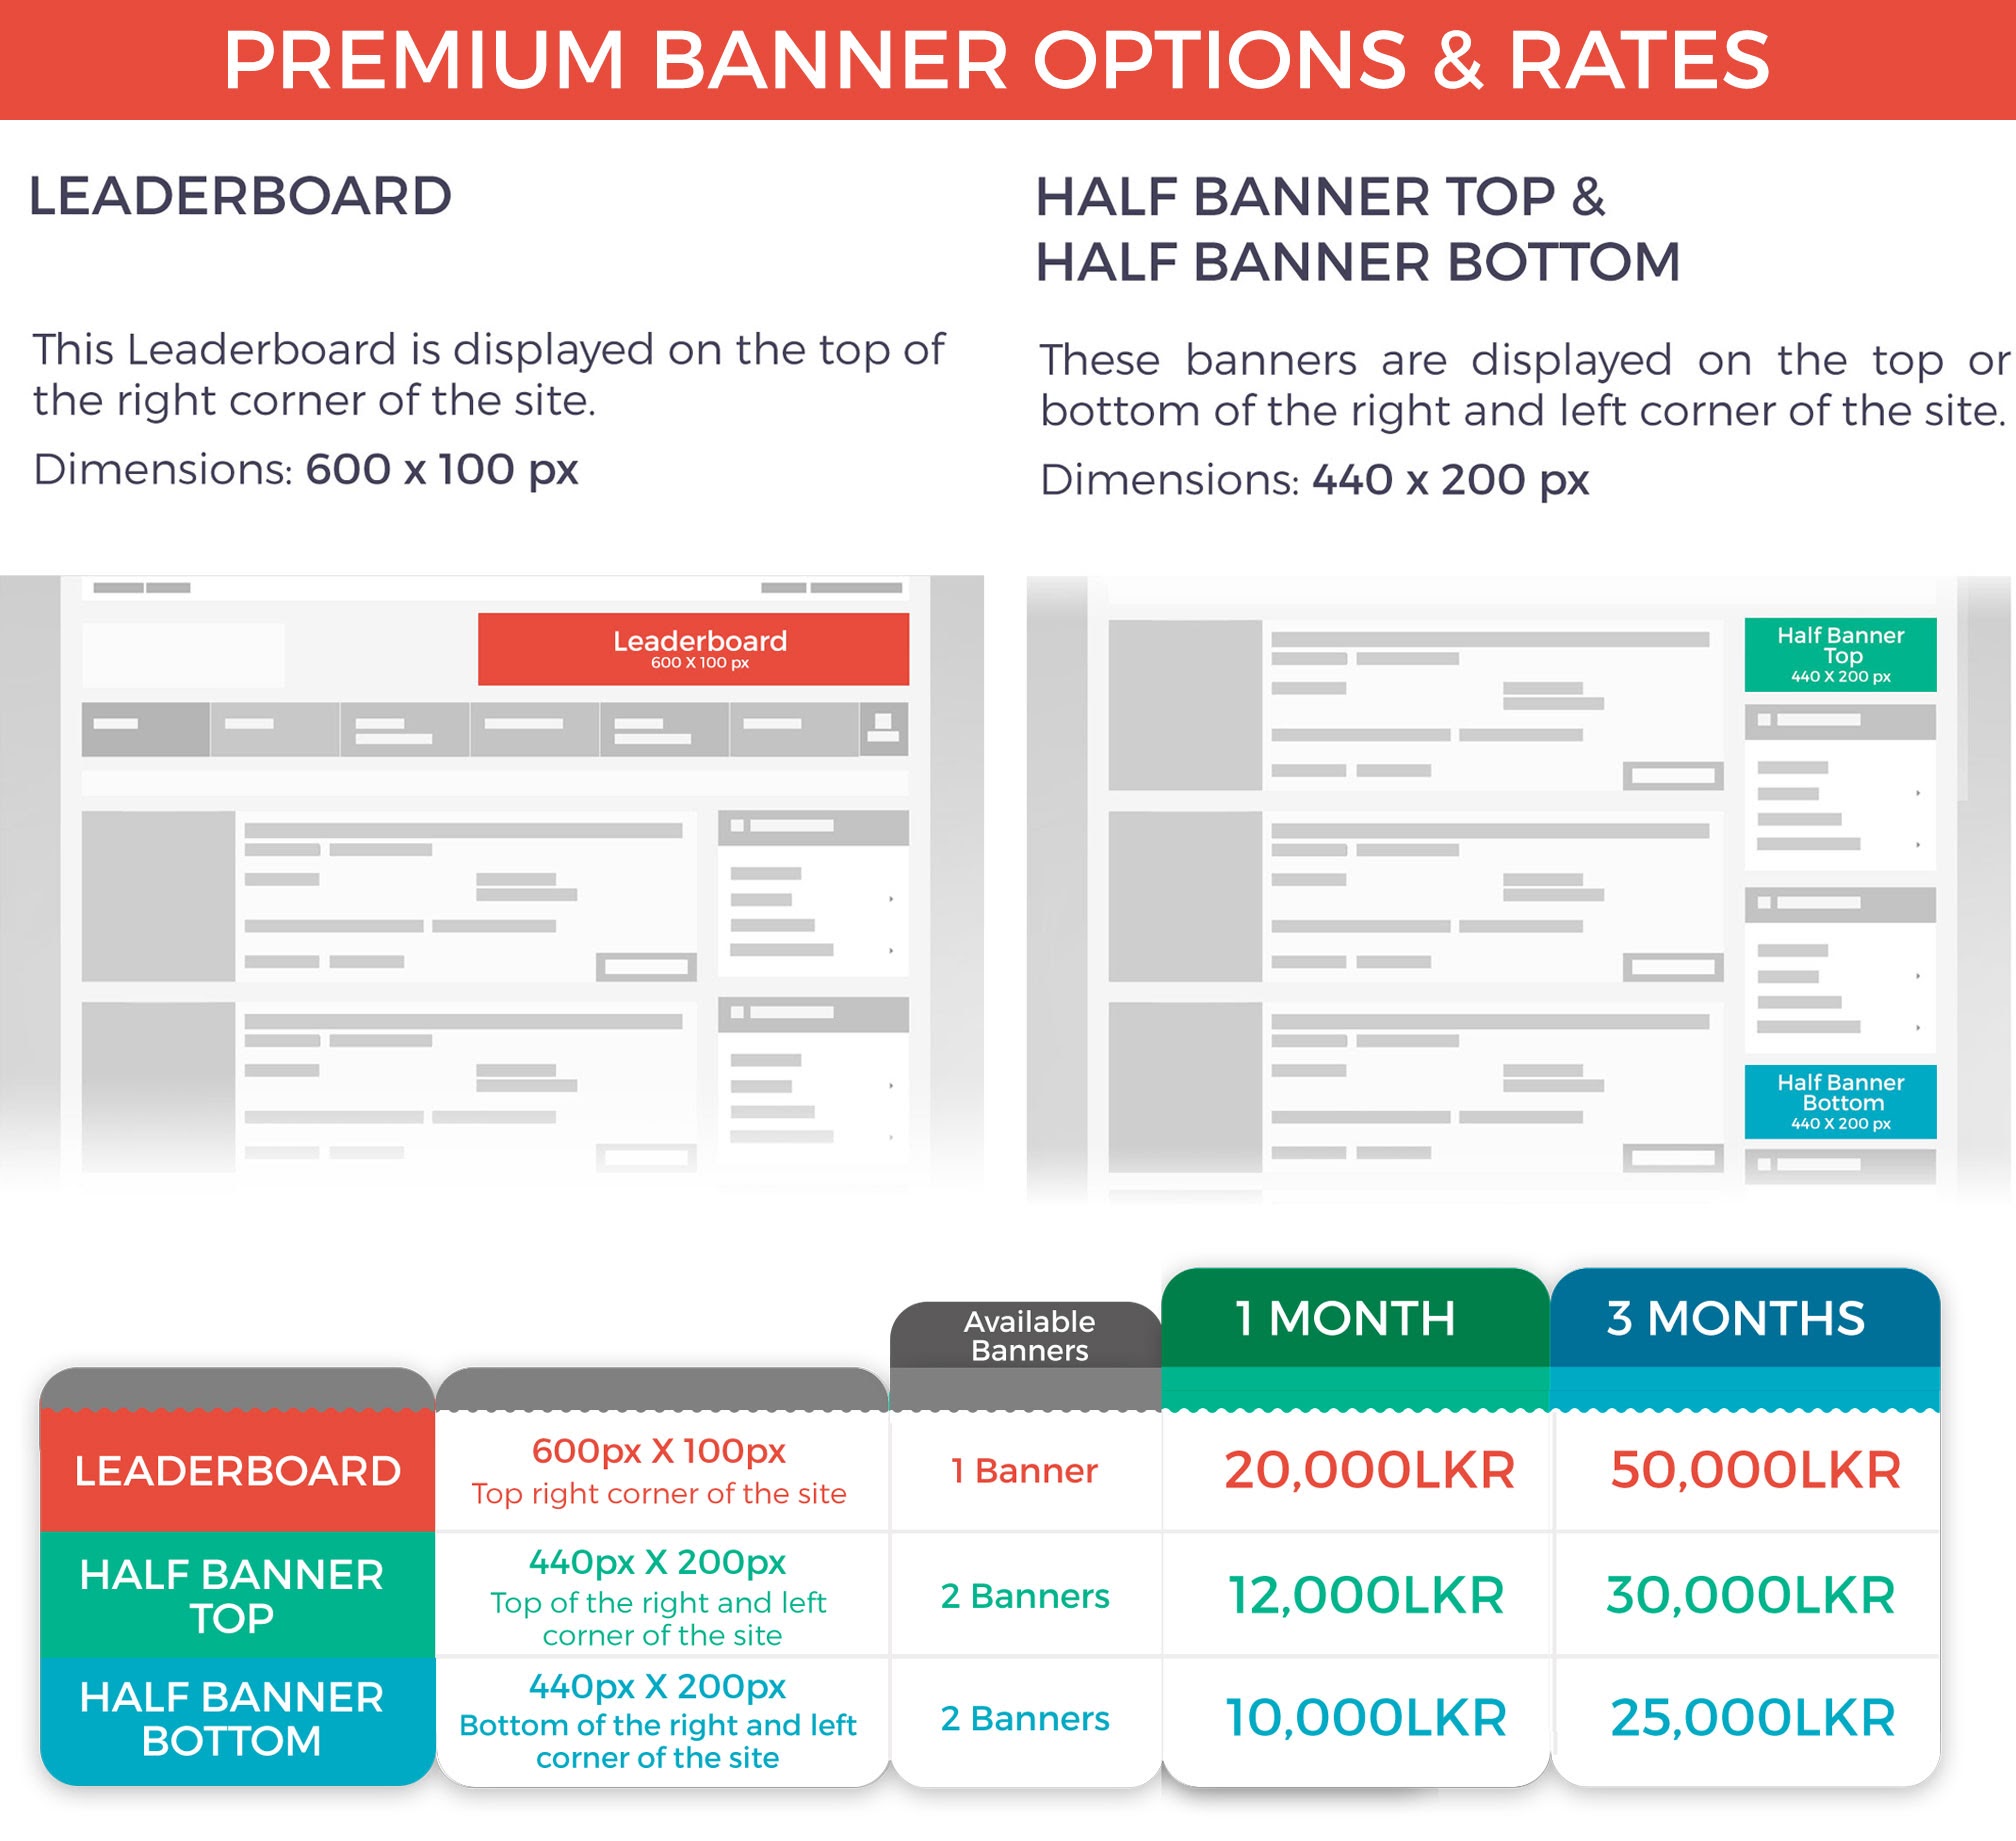 PREMIUM BANNER OPTIONS & RATES
LEADERBOARD
This Leaderboard is displayed on the top of
the right corner of the site.
Dimensions: 600 x 100 px
HALF BANNER TOP &
HALF BANNER BOTTOM
These banners are displayed on the top or
bottom of the right and left corner of the site.
Dimensions: 440 x 200 px
Leaderboard
600 X 100 px
Half Banner
Top
440 X 200 px
Half Banner
Bottom
440 X 200 px
Available
Banners
1 MONTH
3 MONTHS
LEADERBOARD
600px X 100px
Top right corner of the site
1 Banner
20,000LKR
50,000LKR
HALF BANNER
TOP
440px X 200px
Top of the right and left
corner of the site
2 Banners
12,000LKR
30,000LKR
HALF BANNER
BOTTOM
440px X 200px
Bottom of the right and left
corner of the site
2 Banners
10,000LKR
25,000LKR